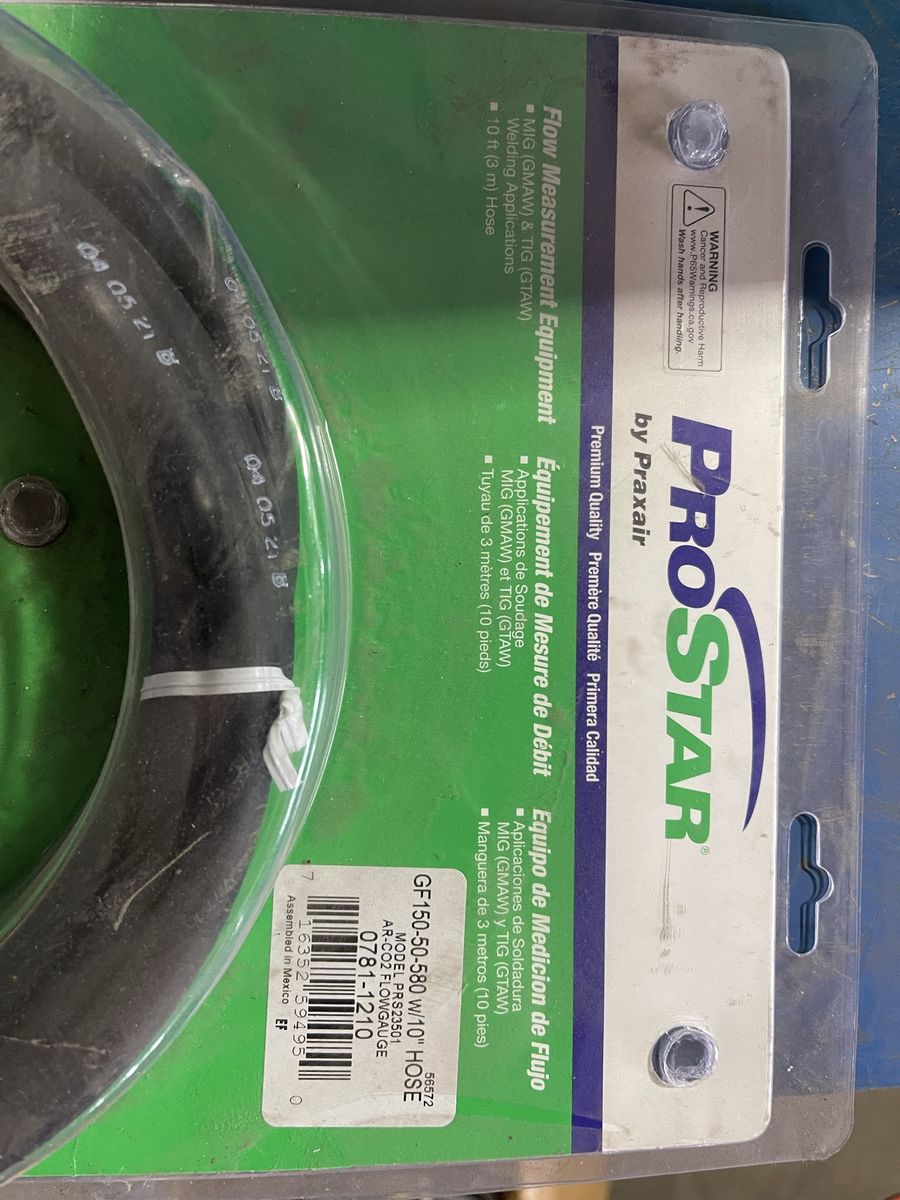 PROSTAR®
by Praxair
WARNING
Cancer and Reproductive Harm
www.P65Warnings.ca.gov
Wash hands after handling.
Premium Quality Premère Qualité Primera Calidad
Flow Measurement Equipment
▪ MIG (GMAW) & TIG (GTAW)
Welding Applications
▪ 10 ft (3 m) Hose
Équipement de Mesure de Débit
▪ Applications de Soudage
MIG (GMAW) et TIG (GTAW)
▪ Tuyau de 3 mètres (10 pieds)
Equipo de Medicion de Flujo
▪ Aplicaciones de Soldadura
MIG (GMAW) y TIG (GTAW)
▪ Manguera de 3 metros (10 pies)
56572
GF150-50-580 w/10" HOSE
MODEL PRS23501
AR-CO2 FLOWGAUGE
0781-1210
7 16352 59495 0
Assembled in Mexico EF
04 05 21 B
04 05 21 B
04 05 21 B